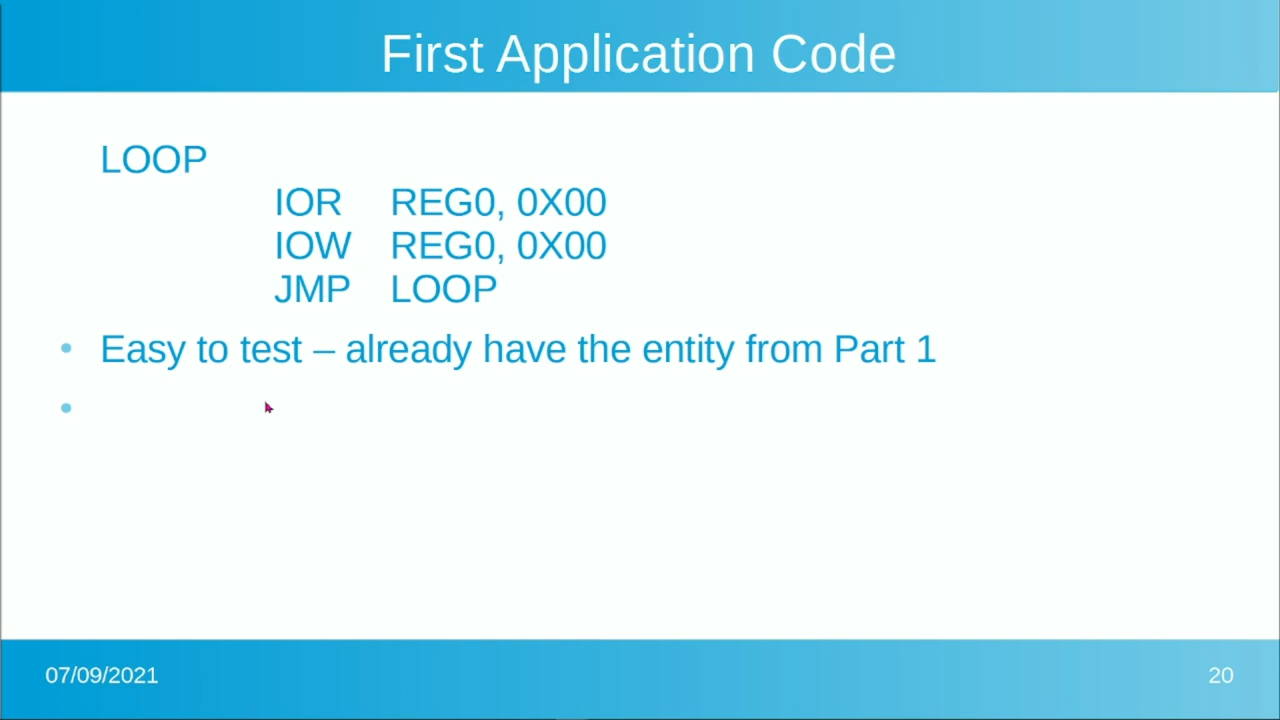 First Application Code
LOOP
IOR REG0, 0X00
IOW REG0, 0X00
JMP LOOP
• Easy to test – already have the entity from Part 1
•
07/09/2021
20